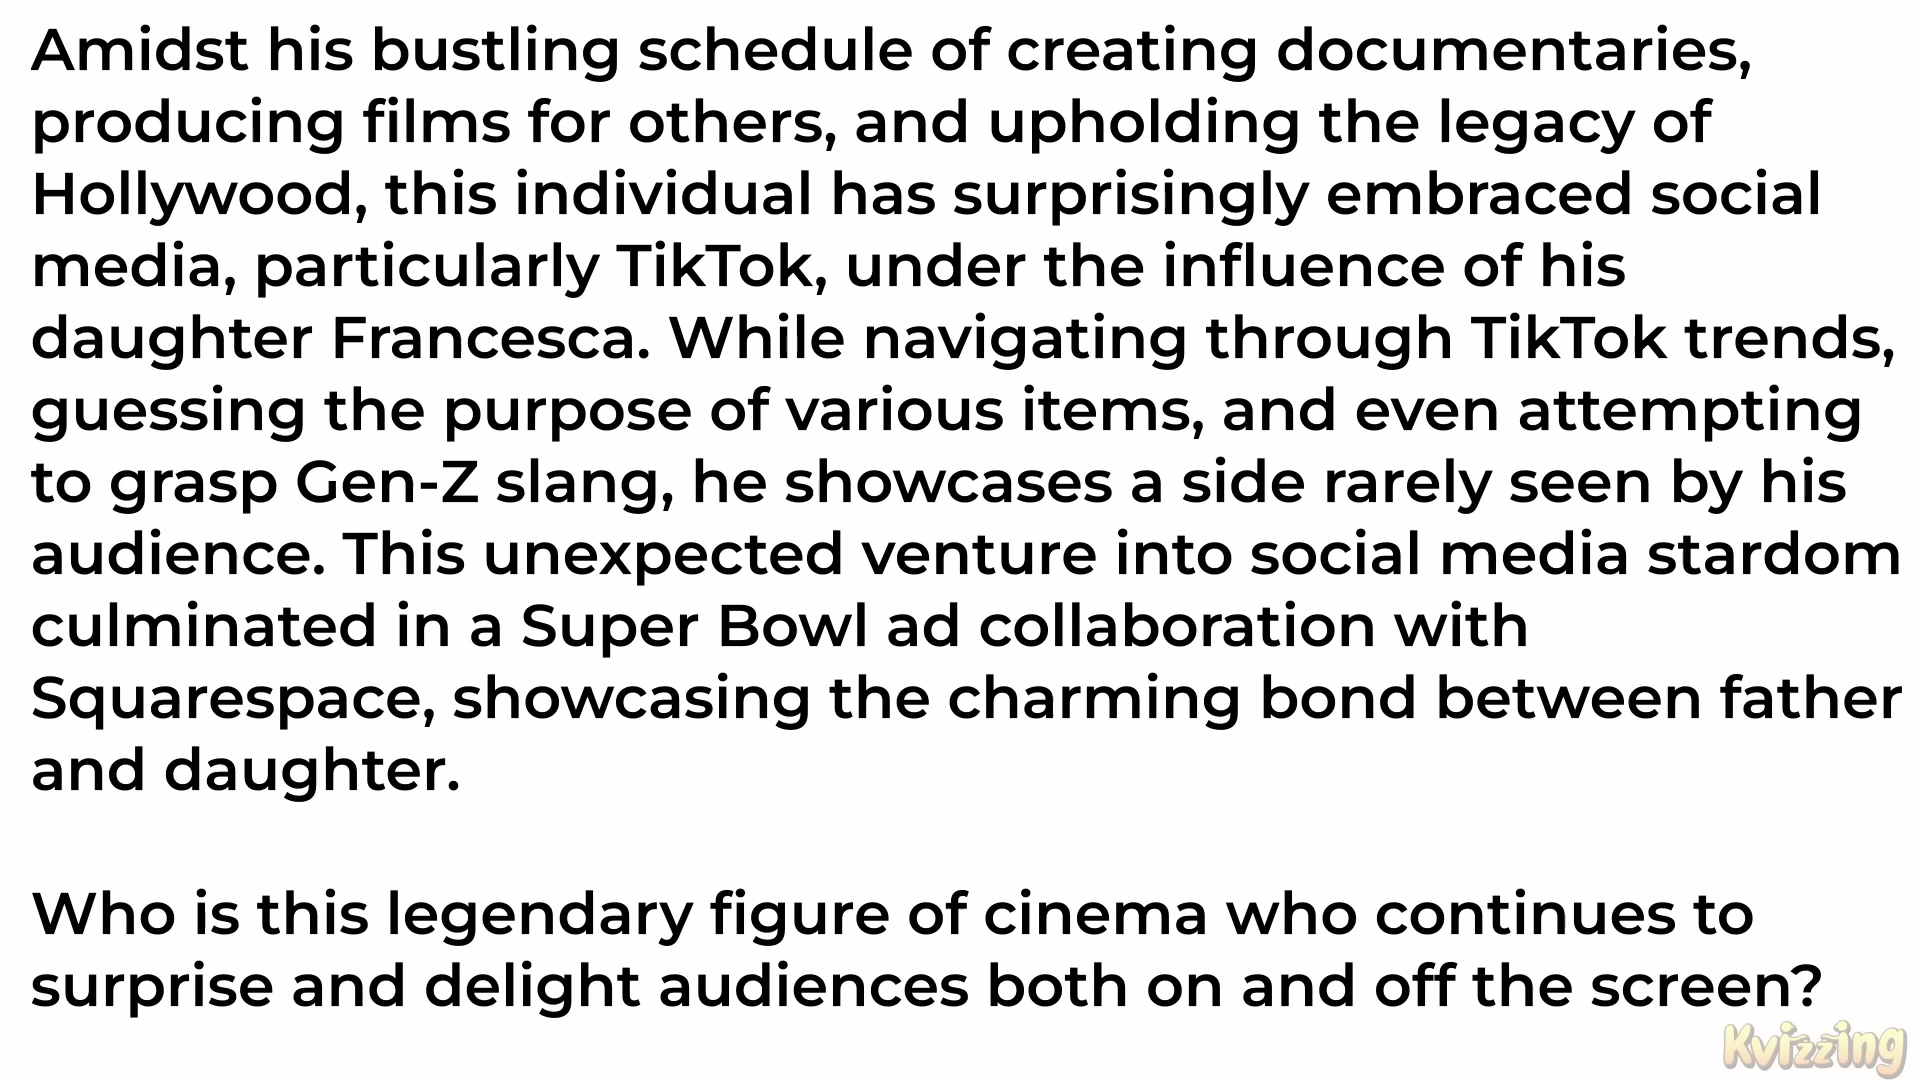 Amidst his bustling schedule of creating documentaries,
producing films for others, and upholding the legacy of
Hollywood, this individual has surprisingly embraced social
media, particularly TikTok, under the influence of his
daughter Francesca. While navigating through TikTok trends,
guessing the purpose of various items, and even attempting
to grasp Gen-Z slang, he showcases a side rarely seen by his
audience. This unexpected venture into social media stardom
culminated in a Super Bowl ad collaboration with
Squarespace, showcasing the charming bond between father
and daughter.
Who is this legendary figure of cinema who continues to
surprise and delight audiences both on and off the screen?
Kvizzing